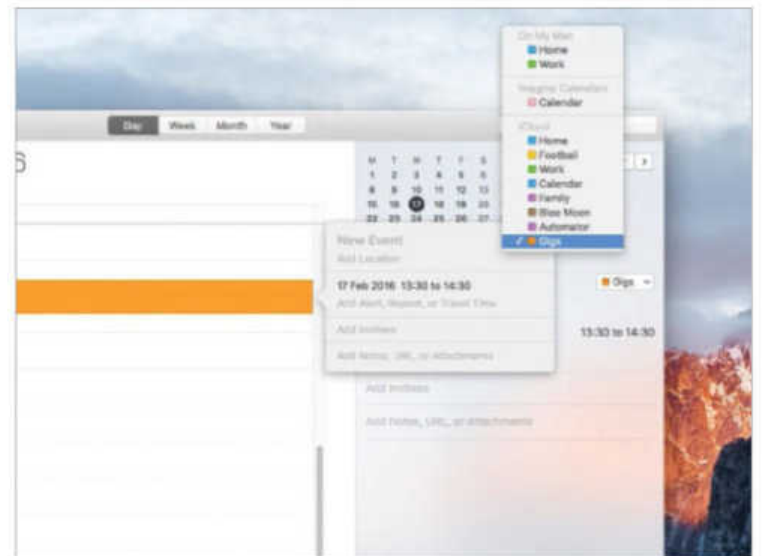 On My Mac
Home
Work
Imagine Calendars
Calendar
iCloud
Home
Football
Work
Calendar
Family
Blue Moon
Automator
✓ Gigs
Day Week Month Year
6
M T W T F S
1 2 3 4 5 6
8 9 10 11 12 13
15 16 17 18 19 20
22 23 24 25 26 27
New Event
Add Location
17 Feb 2016 13:30 to 14:30
Add Alert, Repeat, or Travel Time
Add Invitees
Add Notes, URL, or Attachments
Gigs
13:30 to 14:30
Add Invitees
Add Notes, URL, or Attachments